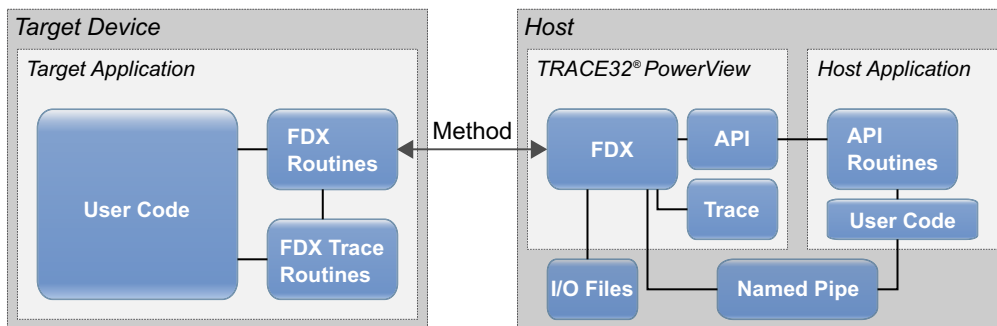 Target Device
Target Application
User Code
FDX
Routines
FDX Trace
Routines
Method
Host
TRACE32® PowerView
FDX
API
Trace
I/O Files
Named Pipe
Host Application
API
Routines
User Code